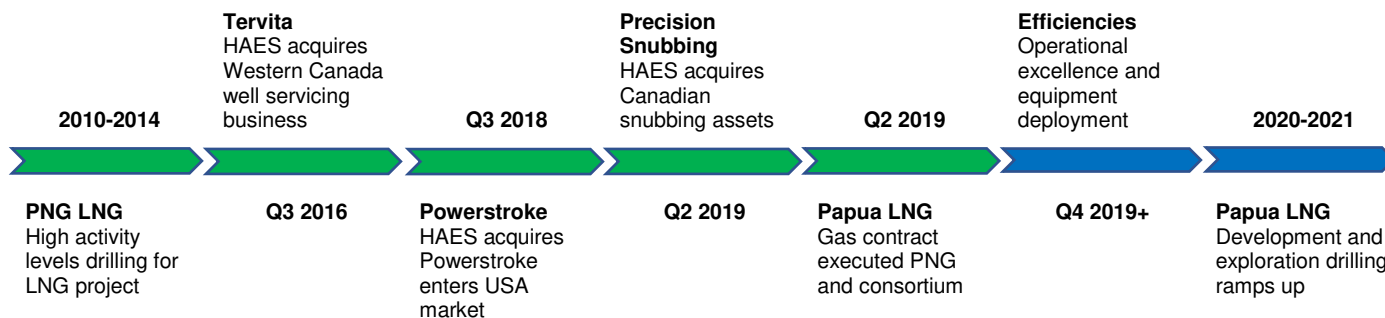 2010-2014
PNG LNG
High activity
levels drilling for
LNG project
Tervita
HAES acquires
Western Canada
well servicing
business
Q3 2016
Q3 2018
Powerstroke
HAES acquires
Powerstroke
enters USA
market
Precision
Snubbing
HAES acquires
Canadian
snubbing assets
Q2 2019
Q2 2019
Papua LNG
Gas contract
executed PNG
and consortium
Efficiencies
Operational
excellence and
equipment
deployment
Q4 2019+
2020-2021
Papua LNG
Development and
exploration drilling
ramps up